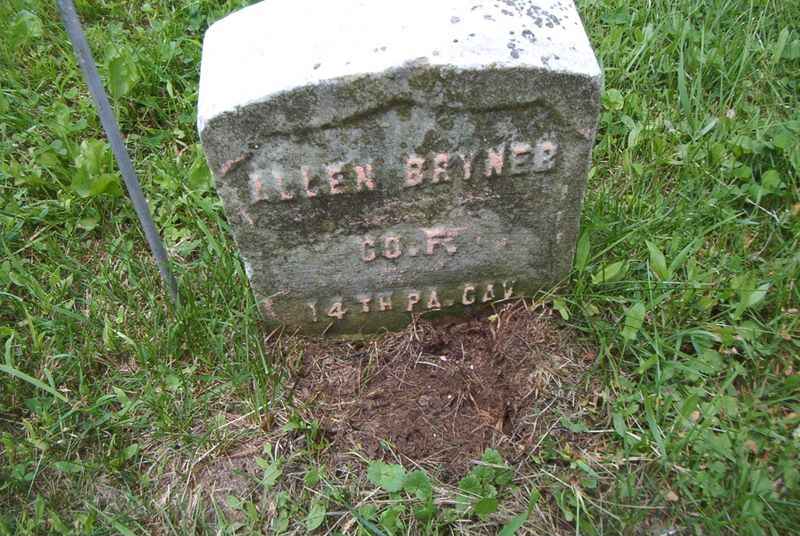 ALLEN BRYNER
CO. F.
14TH PA. CAV.